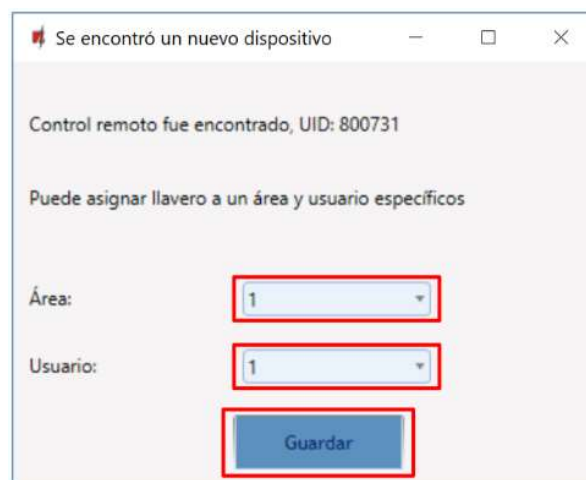 Se encontró un nuevo dispositivo
Control remoto fue encontrado, UID: 800731
Puede asignar llavero a un área y usuario específicos
Área: 1
Usuario: 1
Guardar